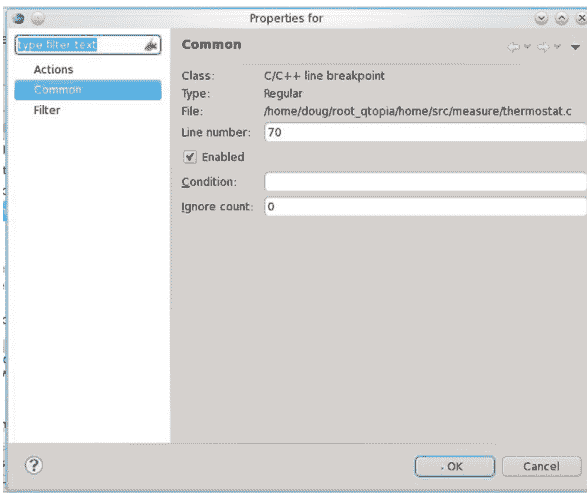 Properties for
type filter text
Actions
Common
Filter
Common
Class: C/C++ line breakpoint
Type: Regular
File: /home/doug/root_qtopia/home/src/measure/thermostat.c
Line number: 70
Enabled
Condition:
Ignore count: 0
?
OK
Cancel